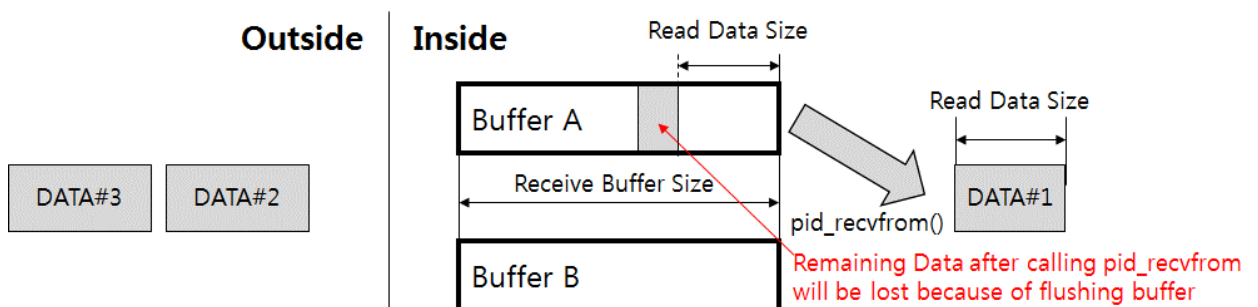 Outside
Inside
Read Data Size
Buffer A
Read Data Size
DATA#3
DATA#2
Receive Buffer Size
DATA#1
pid_recvfrom()
Buffer B
Remaining Data after calling pid_recvfrom
will be lost because of flushing buffer